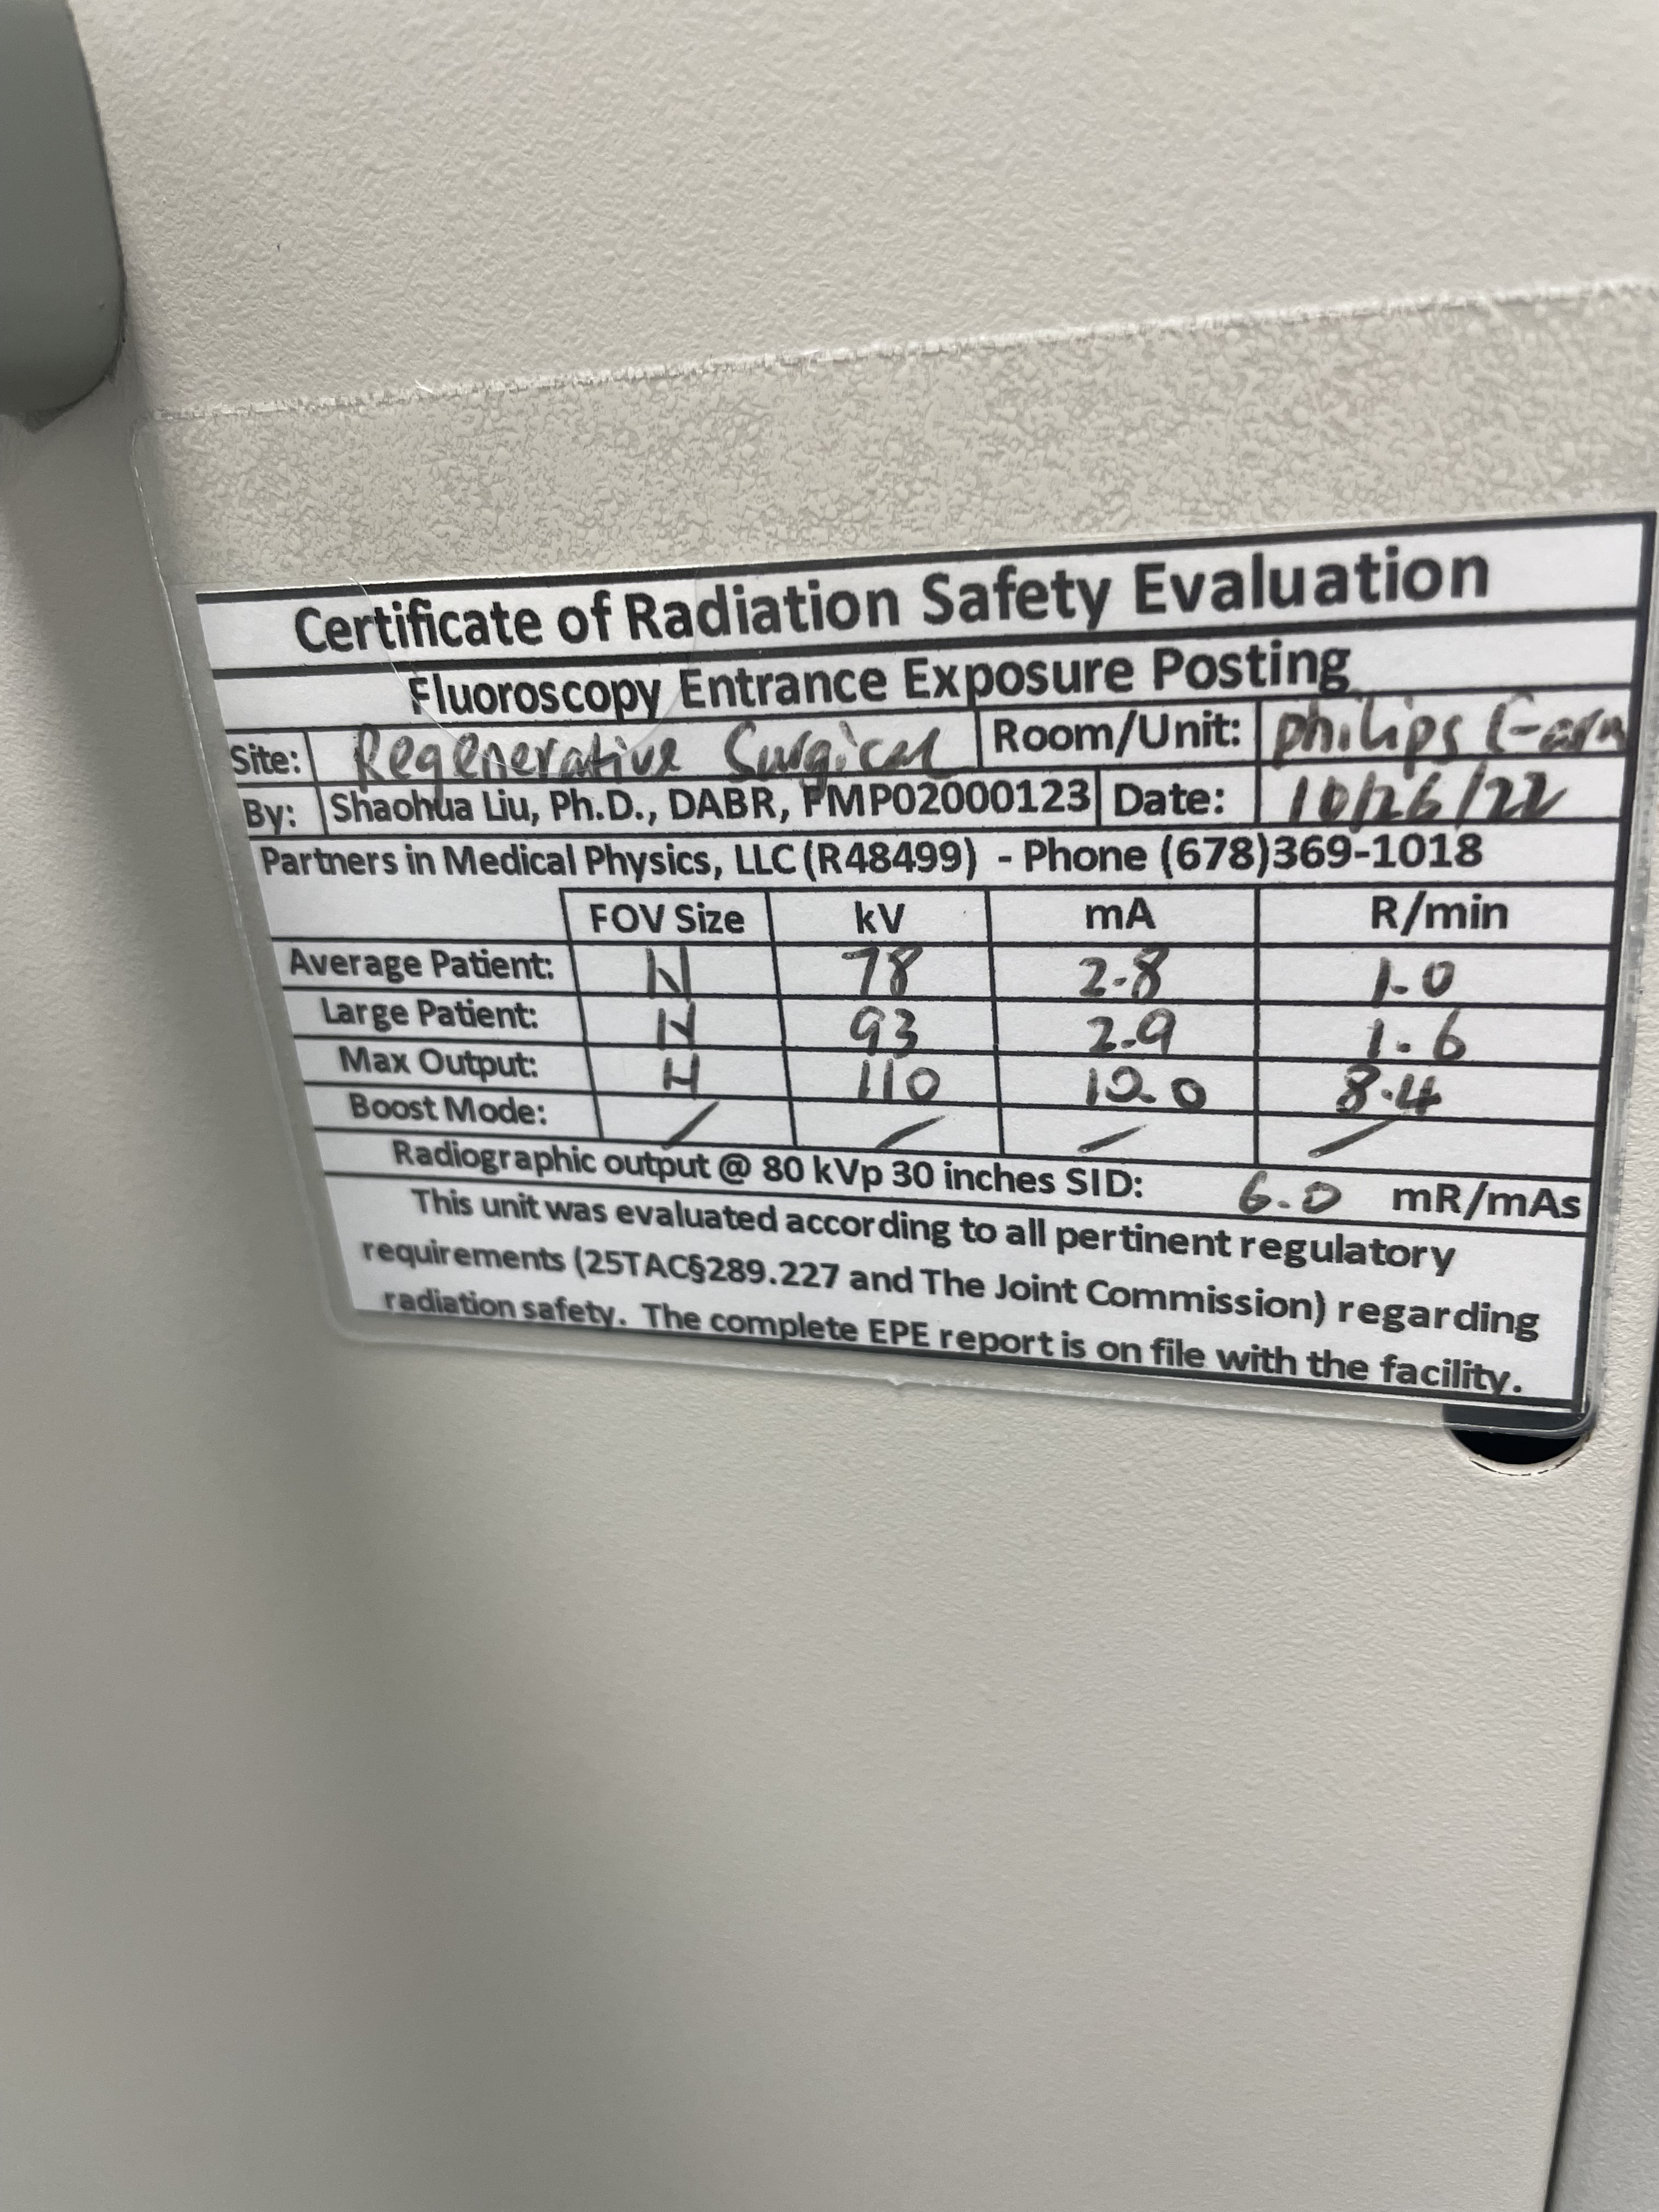 Certificate of Radiation Safety Evaluation
Fluoroscopy Entrance Exposure Posting
Site: Regenerative Surgical Room/Unit: philips C-arm
By: Shaohua Liu, Ph.D., DABR, FMP02000123 Date: 10/26/22
Partners in Medical Physics, LLC (R48499) - Phone (678)369-1018
FOV Size kV mA R/min
Average Patient: N 78 2.8 1.0
Large Patient: N 93 2.9 1.6
Max Output: N 110 12.0 8.4
Boost Mode: / / / /
Radiographic output @ 80 kVp 30 inches SID: 6.0 mR/mAs
This unit was evaluated according to all pertinent regulatory
requirements (25TAC§289.227 and The Joint Commission) regarding
radiation safety. The complete EPE report is on file with the facility.